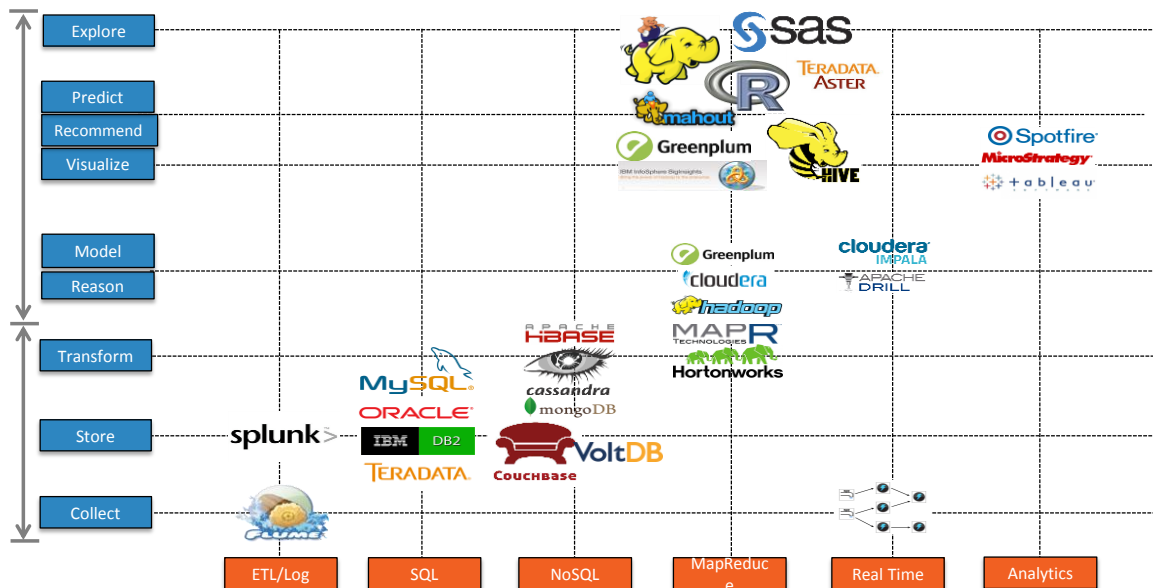 Explore
sas
TERADATA
ASTER
R
Predict
mahout
Recommend
Greenplum
Spotfire
MicroStrategy
Visualize
HIVE
IBM InfoSphere BigInsights
+ableau
Model
Greenplum
cloudera
IMPALA
Reason
cloudera
APACHE
DRILL
hadoop
APACHE
HBASE
MAPR
TECHNOLOGIES
Transform
Hortonworks
MySQL
cassandra
mongoDB
ORACLE
Store
splunk>
IBM DB2
VoltDB
TERADATA
COUCHBASE
Collect
FLUME
ETL/Log
SQL
NoSQL
MapReduc
e
Real Time
Analytics